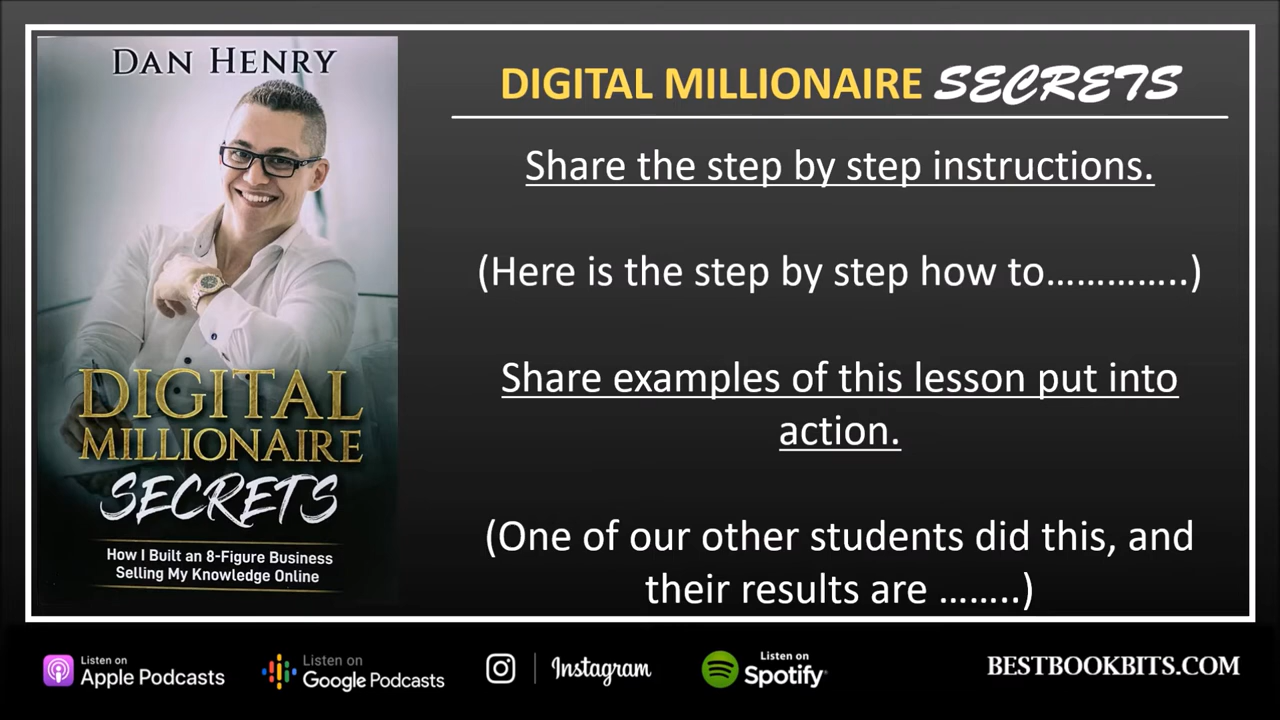 DAN HENRY
DIGITAL
MILLIONAIRE
SECRETS
How I Built an 8-Figure Business
Selling My Knowledge Online
DIGITAL MILLIONAIRE SECRETS
Share the step by step instructions.
(Here is the step by step how to…………..)
Share examples of this lesson put into
action.
(One of our other students did this, and
their results are ……..)
Listen on
Apple Podcasts
Listen on
Google Podcasts
Instagram
Listen on
Spotify
BESTBOOKBITS.COM